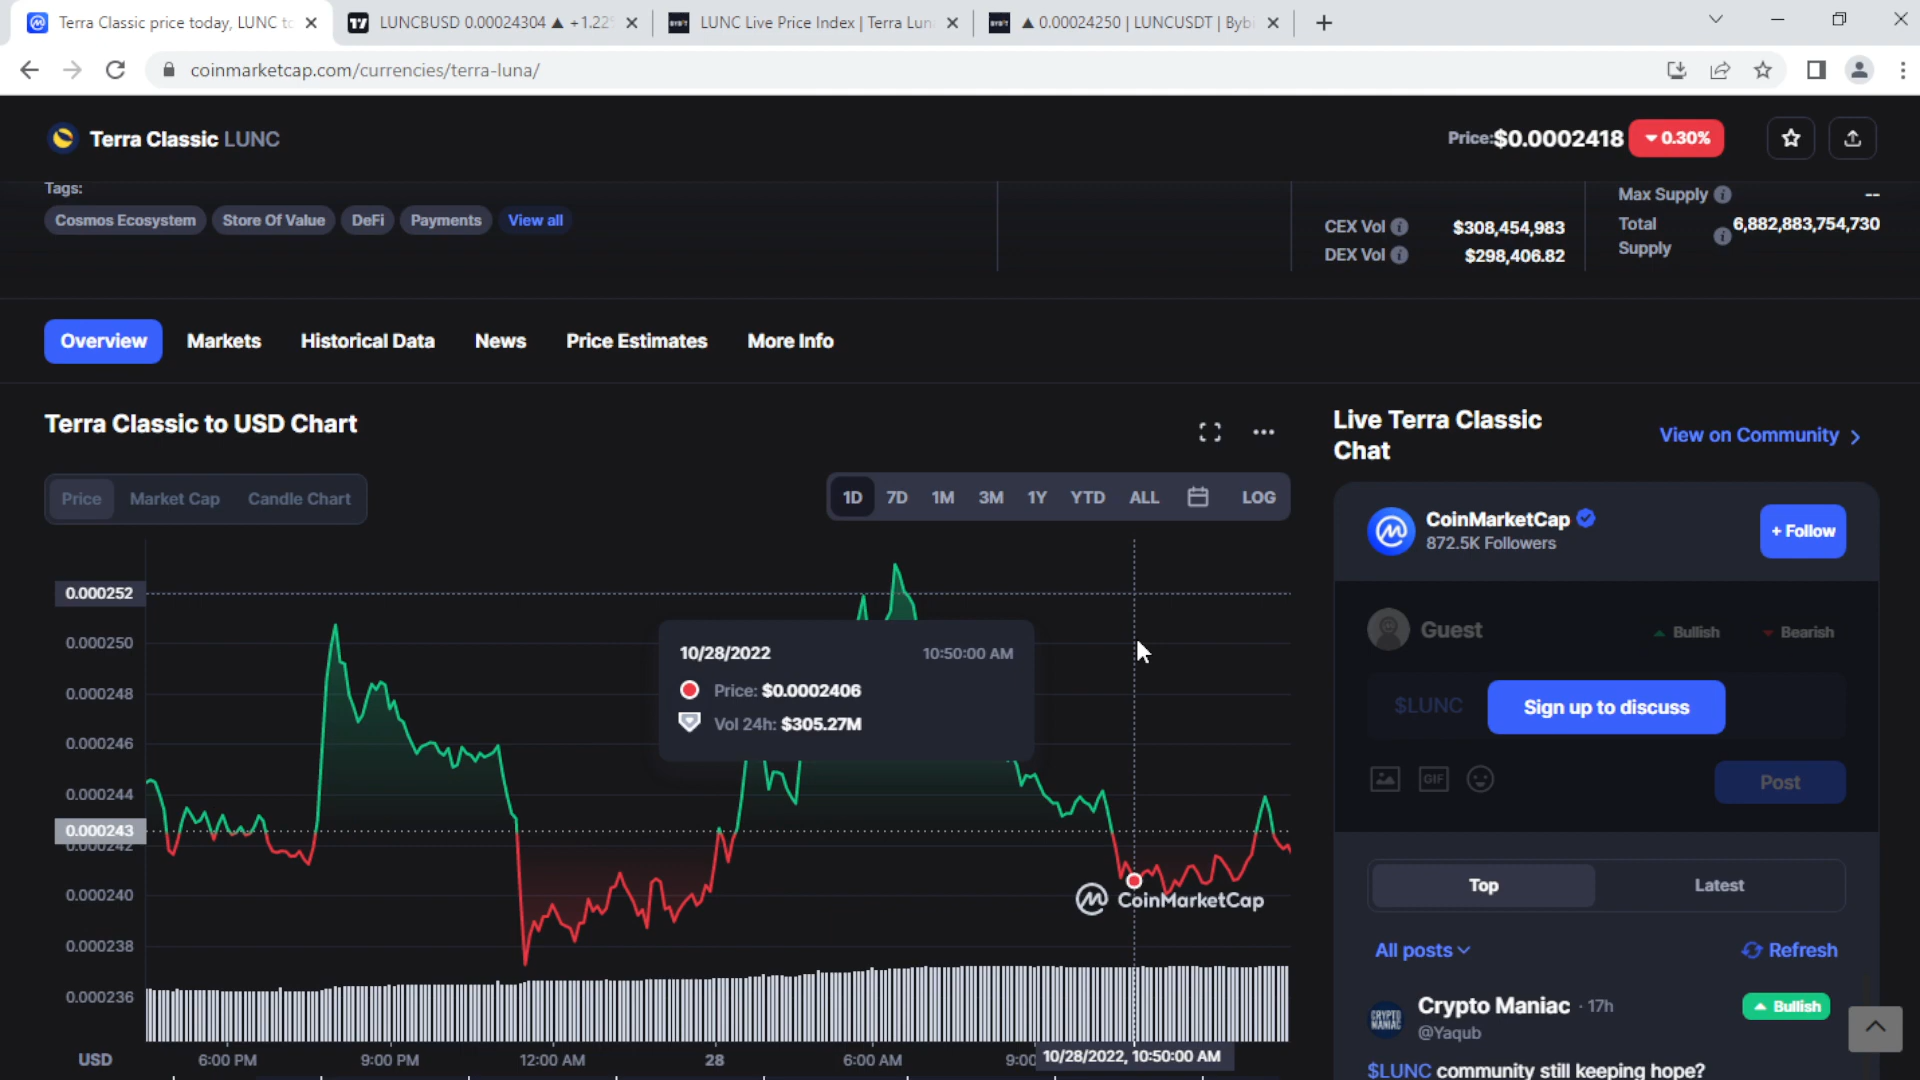 Terra Classic price today, LUNC to
LUNCBUSD 0.00024304 ▲ +1.22%
LUNC Live Price Index | Terra Lun
▲ 0.00024250 | LUNCUSDT | Bybi
coinmarketcap.com/currencies/terra-luna/
Terra Classic LUNC
Price:$0.0002418
0.30%
Tags:
Cosmos Ecosystem
Store Of Value
DeFi
Payments
View all
CEX Vol $308,454,983
DEX Vol $298,406.82
Max Supply --
Total Supply 6,882,883,754,730
Overview
Markets
Historical Data
News
Price Estimates
More Info
Terra Classic to USD Chart
Price
Market Cap
Candle Chart
1D 7D 1M 3M 1Y YTD ALL LOG
0.000252
0.000250
0.000248
0.000246
0.000244
0.000243
0.000242
0.000240
0.000238
0.000236
10/28/2022 10:50:00 AM
Price: $0.0002406
Vol 24h: $305.27M
CoinMarketCap
USD
6:00 PM
9:00 PM
12:00 AM
28
6:00 AM
9:00
10/28/2022, 10:50:00 AM
Live Terra Classic
Chat
View on Community
CoinMarketCap
872.5K Followers
+ Follow
Guest
Bullish
Bearish
$LUNC
Sign up to discuss
GIF
Post
Top
Latest
All posts
Refresh
CRYPTO
MANIAC
Crypto Maniac · 17h
@Yaqub
Bullish
$LUNC community still keeping hope?